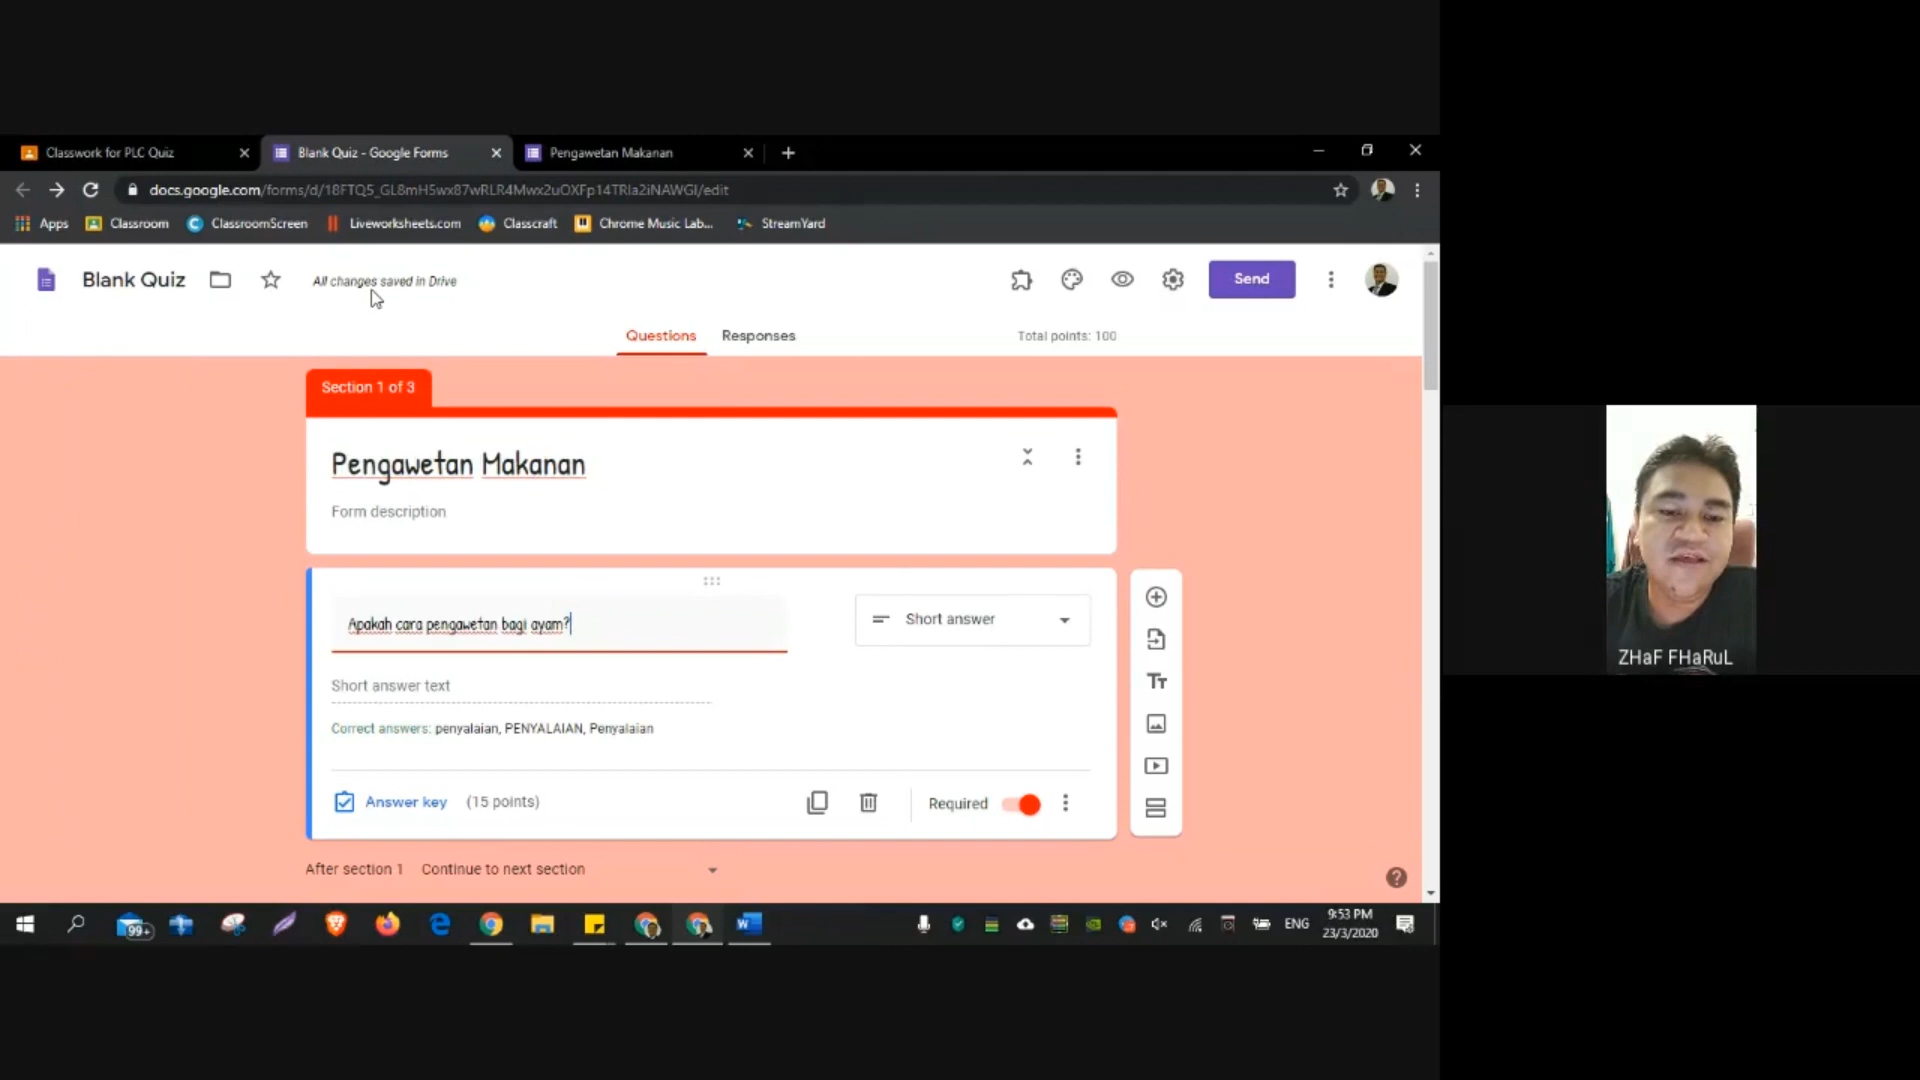 Classwork for PLC Quiz
Blank Quiz - Google Forms
Pengawetan Makanan
docs.google.com/forms/d/18FTQ5_GL8mH5wx87wRLR4Mwx2uOXFp14TRla2iNAWGI/edit
Apps
Classroom
ClassroomScreen
Liveworksheets.com
Classcraft
Chrome Music Lab...
StreamYard
Blank Quiz
All changes saved in Drive
Send
Questions
Responses
Total points: 100
Section 1 of 3
Pengawetan Makanan
Form description
Apakah cara pengawetan bagi ayam?
Short answer
Short answer text
Correct answers: penyalaian, PENYALAIAN, Penyalaian
Answer key (15 points)
Required
After section 1 Continue to next section
ZHaF FHaRuL
99+
ENG
9:53 PM
23/3/2020